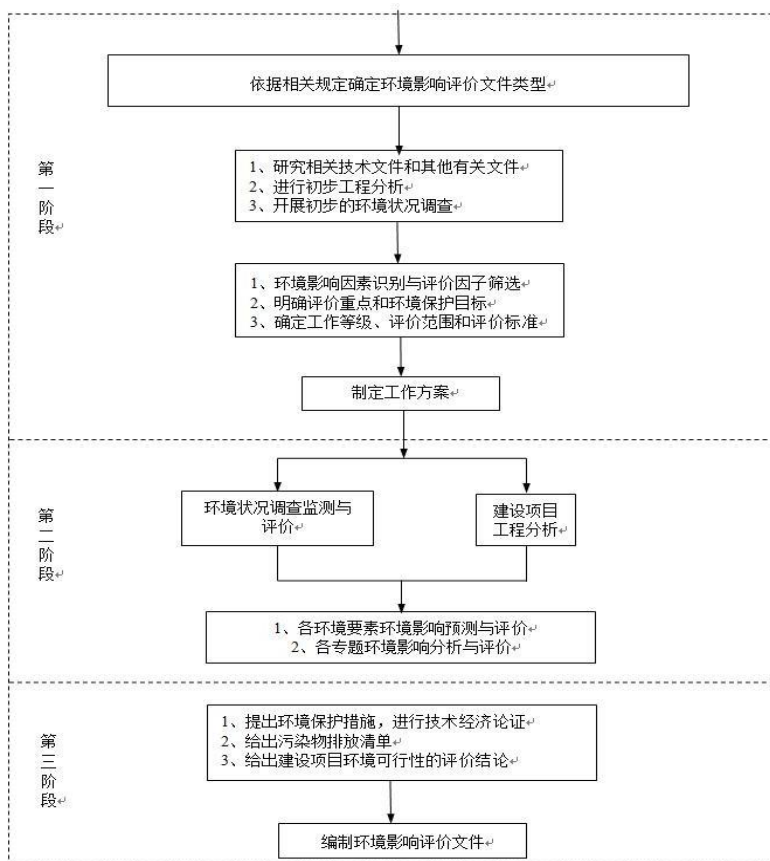 依据相关规定确定环境影响评价文件类型
第一阶段
1、研究相关技术文件和其他有关文件
2、进行初步工程分析
3、开展初步的环境状况调查
1、环境影响因素识别与评价因子筛选
2、明确评价重点和环境保护目标
3、确定工作等级、评价范围和评价标准
制定工作方案
第二阶段
环境状况调查监测与
评价
建设项目
工程分析
1、各环境要素环境影响预测与评价
2、各专题环境影响分析与评价
第三阶段
1、提出环境保护措施，进行技术经济论证
2、给出污染物排放清单
3、给出建设项目环境可行性的评价结论
编制环境影响评价文件